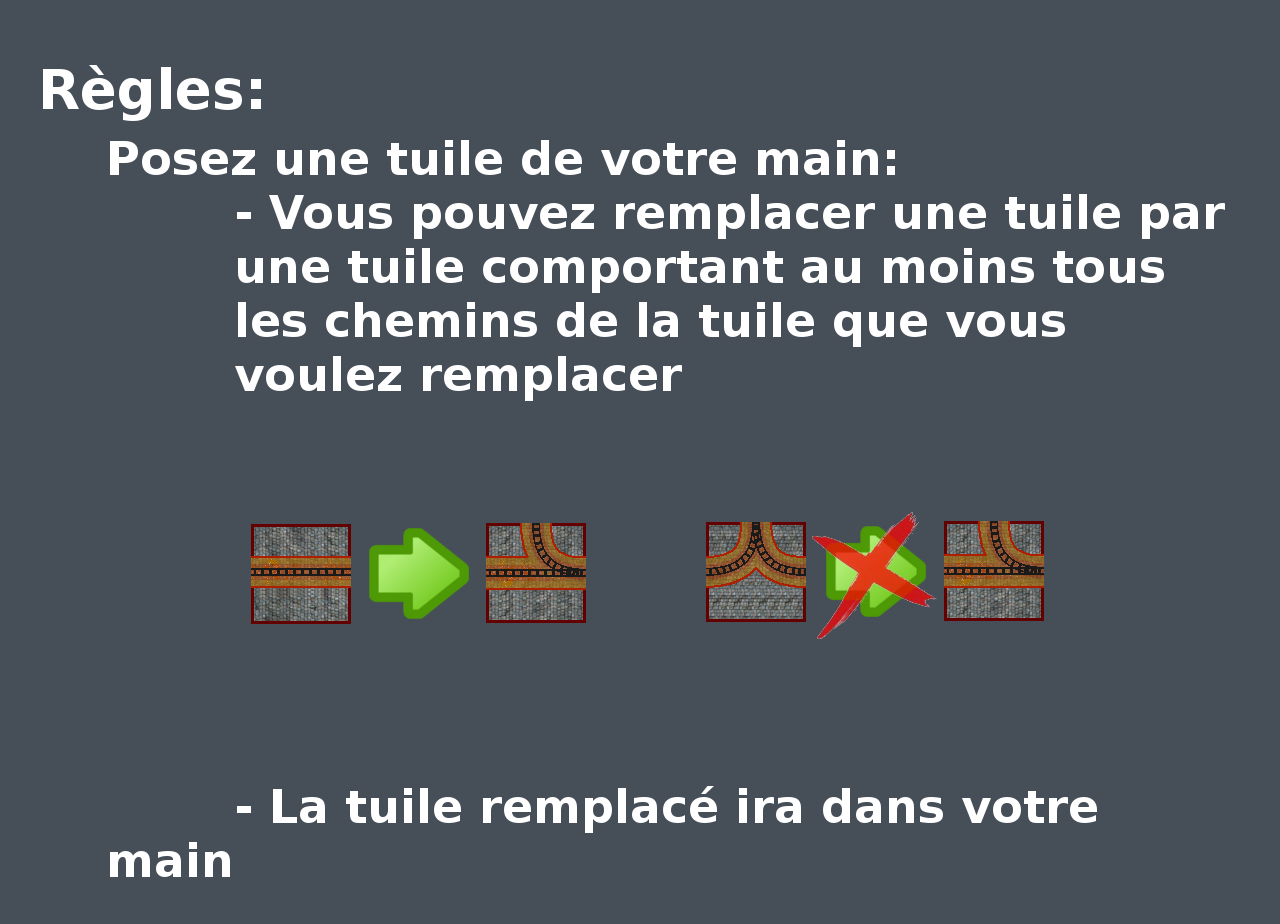 Règles:
Posez une tuile de votre main:
- Vous pouvez remplacer une tuile par
une tuile comportant au moins tous
les chemins de la tuile que vous
voulez remplacer
- La tuile remplacé ira dans votre
main